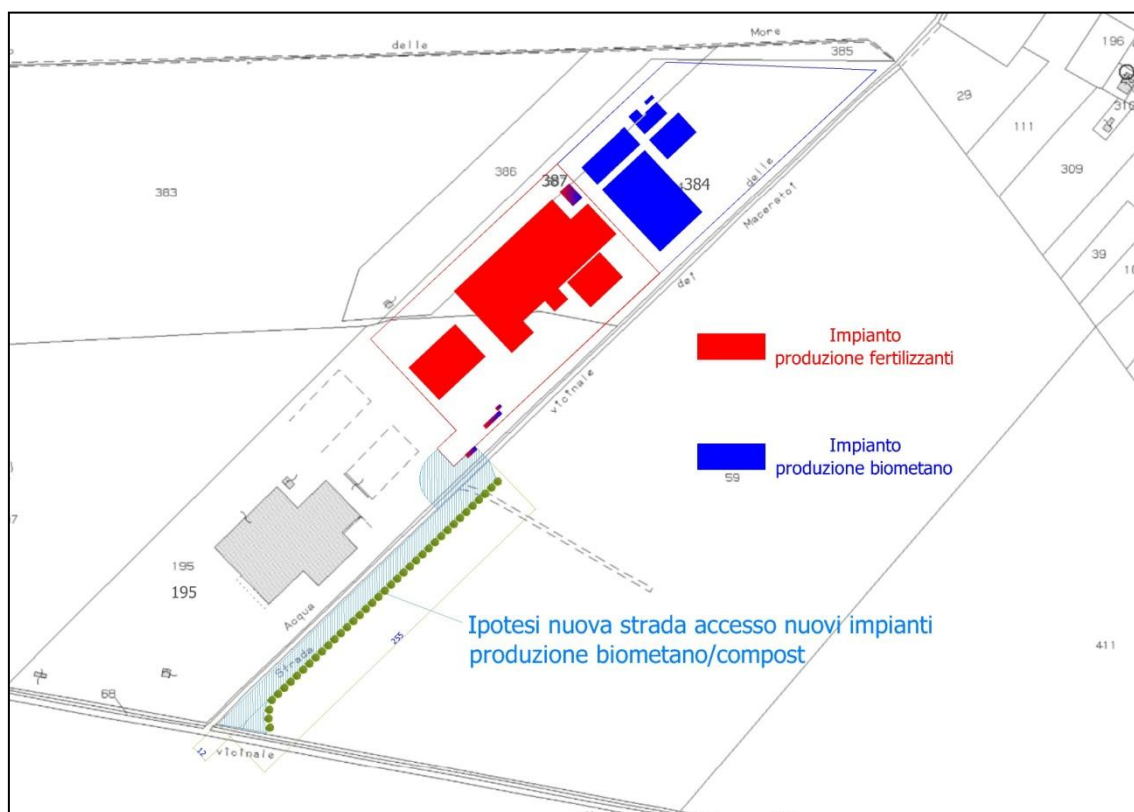 More
delle
385
196
29
111
316
309
386
383
387
384
delle
Maceratoi
39
10
dei
Impianto
produzione fertilizzanti
vicinale
Impianto
produzione biometano
59
195
195
Acqua
Ipotesi nuova strada accesso nuovi impianti
produzione biometano/compost
255
411
Strada
68
12
vicinale